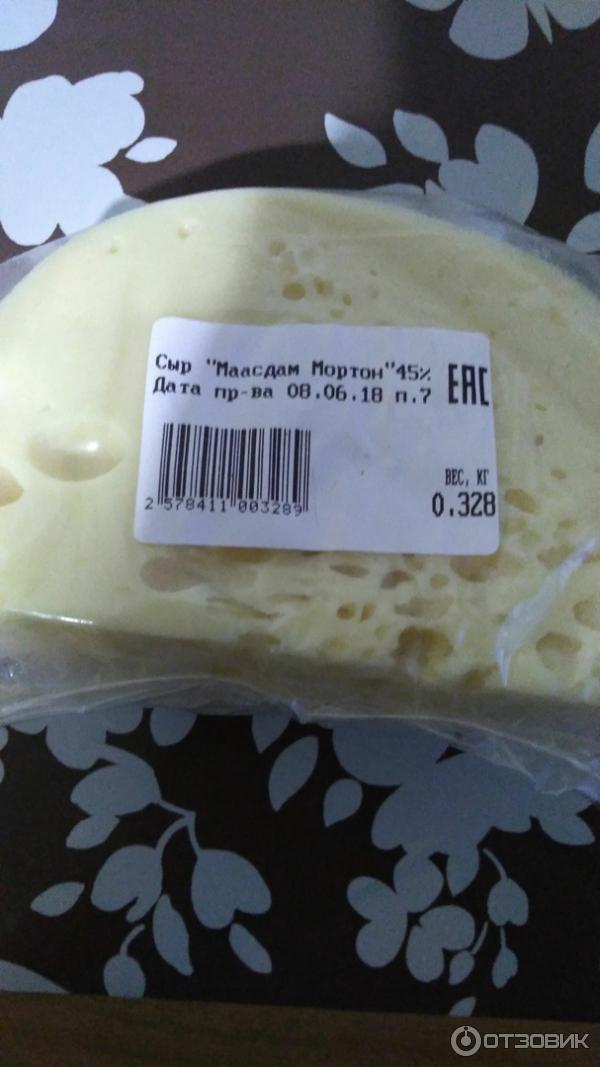 Сыр "Маасдам Мортон"45%
Дата пр-ва 08.06.18 п.7
ЕАС
2 578411 003289
ВЕС, КГ
0.328
ОТЗОВИК